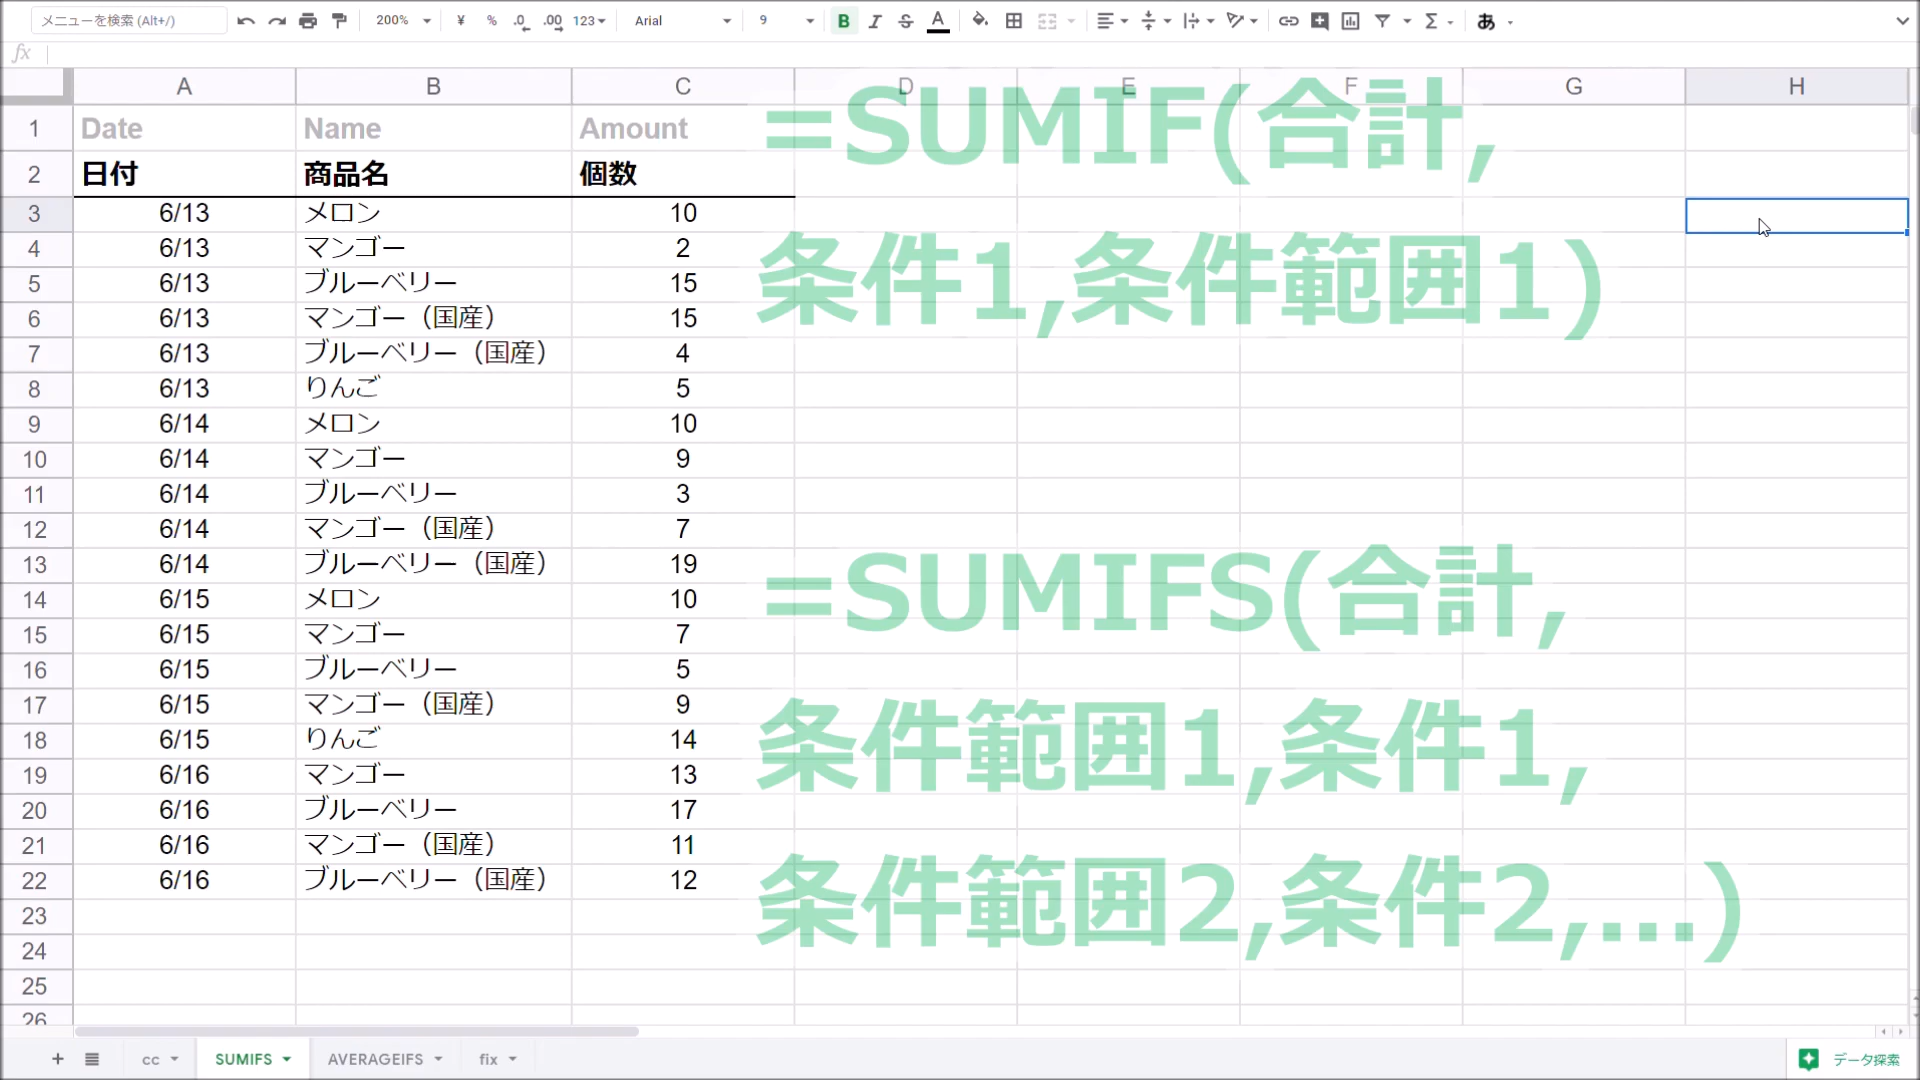 メニューを検索 (Alt+/)
200%
¥
%
.0
.00
123
Arial
9
B
I
S
A
Σ
あ
fx
A B C D E F G H
1 Date Name Amount
2 日付 商品名 個数
3 6/13 メロン 10
4 6/13 マンゴー 2
5 6/13 ブルーベリー 15
6 6/13 マンゴー（国産） 15
7 6/13 ブルーベリー（国産） 4
8 6/13 りんご 5
9 6/14 メロン 10
10 6/14 マンゴー 9
11 6/14 ブルーベリー 3
12 6/14 マンゴー（国産） 7
13 6/14 ブルーベリー（国産） 19
14 6/15 メロン 10
15 6/15 マンゴー 7
16 6/15 ブルーベリー 5
17 6/15 マンゴー（国産） 9
18 6/15 りんご 14
19 6/16 マンゴー 13
20 6/16 ブルーベリー 17
21 6/16 マンゴー（国産） 11
22 6/16 ブルーベリー（国産） 12
23
24
25
26
=SUMIF(合計,
条件1,条件範囲1)
=SUMIFS(合計,
条件範囲1,条件1,
条件範囲2,条件2,...)
cc
SUMIFS
AVERAGEIFS
fix
データ探索